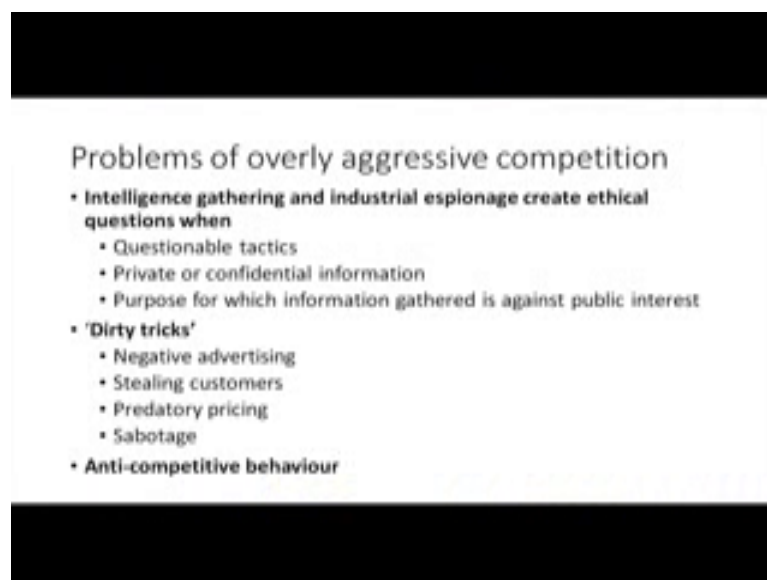 Problems of overly aggressive competition
• Intelligence gathering and industrial espionage create ethical
questions when
• Questionable tactics
• Private or confidential information
• Purpose for which information gathered is against public interest
• 'Dirty tricks'
• Negative advertising
• Stealing customers
• Predatory pricing
• Sabotage
• Anti-competitive behaviour